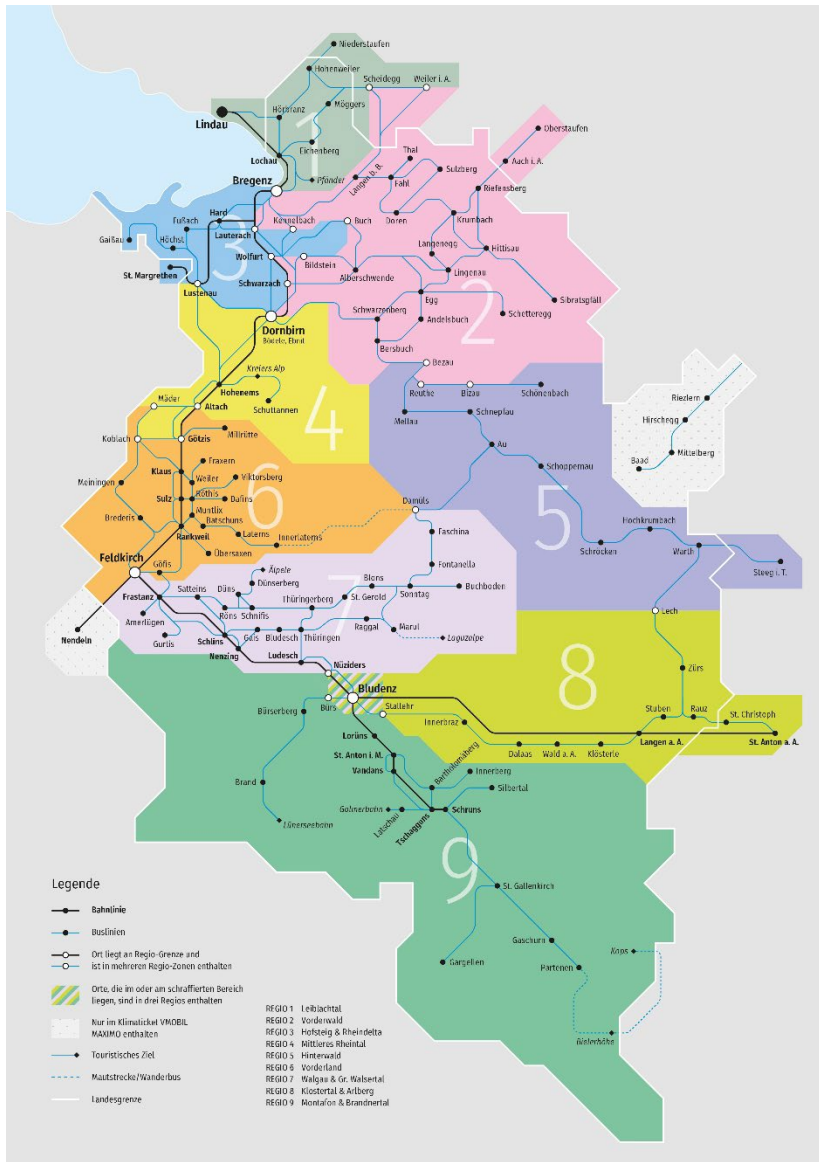 Niederstaufen
Hohenweiler
Scheidegg
Weiler i. A.
Möggers
Hörbranz
Lindau
1
Eichenberg
Lochau
Pfänder
Bregenz
Oberstaufen
Aach i. A.
Thal
Sulzberg
Langen b. B.
Fahl
Riefensberg
Doren
Krumbach
Hard
Fußach
Kennelbach
Buch
Lauterach
Gaißau
Höchst
3
Langenegg
Hittisau
Wolfurt
Bildstein
St. Margrethen
Alberschwende
Lingenau
Schwarzach
Lustenau
Egg
2
Sibratsgfäll
Schwarzenberg
Andelsbuch
Schetteregg
Dornbirn
Bödele, Ebnit
Bersbuch
Bezau
Kreiers Alp
Reuthe
Bizau
Schönenbach
Hohenems
Schuttannen
Mäder
Altach
4
Mellau
Schnepfau
Riezlern
Hirschegg
Mittelberg
Baad
Koblach
Götzis
Millrütte
Au
Schoppernau
Klaus
Fraxern
Meiningen
Weiler
Viktorsberg
Sulz
Röthis
Dafins
6
Damüls
5
Muntlix
Brederis
Batschuns
Rankweil
Laterns
Innerlaterns
Faschina
Hochkrumbach
Übersaxen
Schröcken
Warth
Steeg i. T.
Feldkirch
Göfis
Älpele
Fontanella
7
Düns
Dünserberg
Blons
Satteins
Frastanz
St. Gerold
Sonntag
Buchboden
Thüringerberg
Röns
Schnifis
Lech
Amerlügen
Nendeln
Gurtis
Schlins
Gais
Bludesch
Thüringen
Raggal
Marul
Laguzalpe
Nenzing
Ludesch
Nüziders
Zürs
8
Bludenz
Bürs
Stallehr
Bürserberg
Innerbraz
Stuben
Rauz
St. Christoph
Lorüns
Dalaas
Wald a. A.
Klösterle
Langen a. A.
St. Anton a. A.
St. Anton i. M.
Vandans
Bartholomäberg
Innerberg
Brand
Silbertal
Lünerseebahn
Golmerbahn
Latschau
Tschagguns
Schruns
9
St. Gallenkirch
Gaschurn
Gargellen
Partenen
Kops
Bielerhöhe
Legende
Bahnlinie
Buslinien
Ort liegt an Regio-Grenze und
ist in mehreren Regio-Zonen enthalten
Orte, die im oder am schraffierten Bereich
liegen, sind in drei Regios enthalten
Nur im Klimaticket VMOBIL
MAXIMO enthalten
Touristisches Ziel
Mautstrecke/Wanderbus
Landesgrenze
REGIO 1 Leiblachtal
REGIO 2 Vorderwald
REGIO 3 Hofsteig & Rheindelta
REGIO 4 Mittleres Rheintal
REGIO 5 Hinterwald
REGIO 6 Vorderland
REGIO 7 Walgau & Gr. Walsertal
REGIO 8 Klostertal & Arlberg
REGIO 9 Montafon & Brandnertal